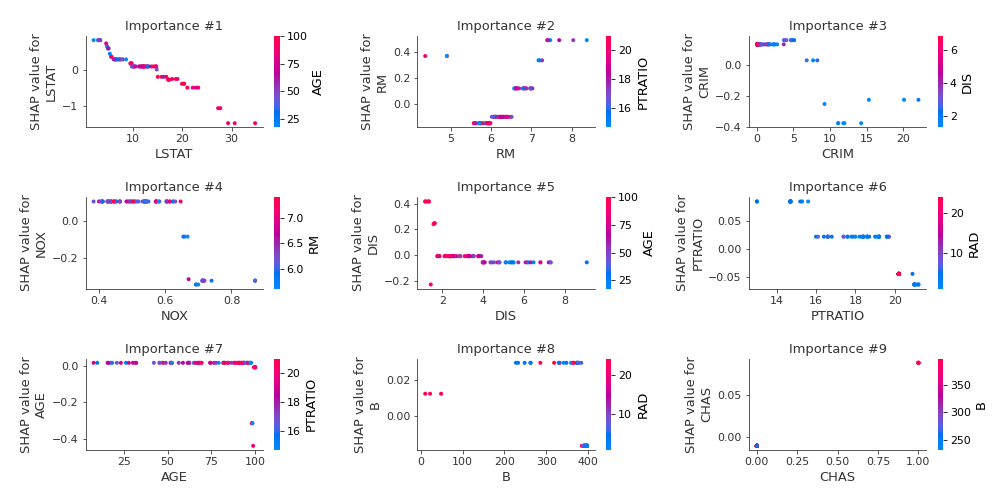 Importance #1
SHAP value for
LSTAT
0
−1
10
20
30
LSTAT
100
75
50
25
AGE
Importance #2
SHAP value for
RM
0.4
0.2
0.0
5
6
7
8
RM
20
18
16
PTRATIO
Importance #3
SHAP value for
CRIM
0.0
−0.2
−0.4
0
5
10
15
20
CRIM
6
4
2
DIS
Importance #4
SHAP value for
NOX
0.0
−0.2
0.4
0.6
0.8
NOX
7.0
6.5
6.0
RM
Importance #5
SHAP value for
DIS
0.4
0.2
0.0
−0.2
2
4
6
8
DIS
100
75
50
25
AGE
Importance #6
SHAP value for
PTRATIO
0.05
0.00
−0.05
14
16
18
20
PTRATIO
20
10
RAD
Importance #7
SHAP value for
AGE
0.0
−0.2
−0.4
25
50
75
100
AGE
20
18
16
PTRATIO
Importance #8
SHAP value for
B
0.02
0.00
0
100
200
300
400
B
20
10
RAD
Importance #9
SHAP value for
CHAS
0.05
0.00
0.00
0.25
0.50
0.75
1.00
CHAS
350
300
250
B